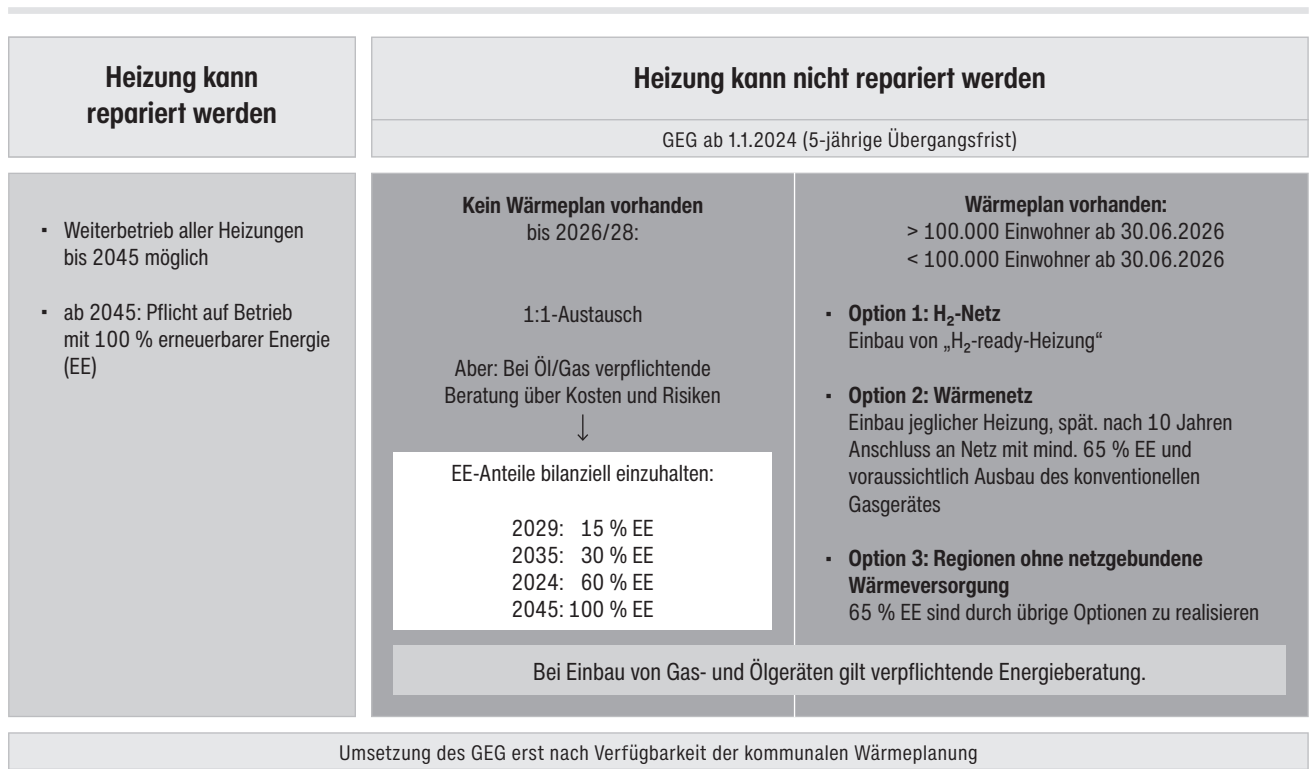 Heizung kann
repariert werden
Heizung kann nicht repariert werden
GEG ab 1.1.2024 (5-jährige Übergangsfrist)
▪ Weiterbetrieb aller Heizungen
bis 2045 möglich
▪ ab 2045: Pflicht auf Betrieb
mit 100 % erneuerbarer Energie
(EE)
Kein Wärmeplan vorhanden
bis 2026/28:
1:1-Austausch
Aber: Bei Öl/Gas verpflichtende
Beratung über Kosten und Risiken
↓
EE-Anteile bilanziell einzuhalten:
2029: 15 % EE
2035: 30 % EE
2024: 60 % EE
2045: 100 % EE
Wärmeplan vorhanden:
> 100.000 Einwohner ab 30.06.2026
< 100.000 Einwohner ab 30.06.2026
▪ Option 1: H₂-Netz
Einbau von „H₂-ready-Heizung“
▪ Option 2: Wärmenetz
Einbau jeglicher Heizung, spät. nach 10 Jahren
Anschluss an Netz mit mind. 65 % EE und
voraussichtlich Ausbau des konventionellen
Gasgerätes
▪ Option 3: Regionen ohne netzgebundene
Wärmeversorgung
65 % EE sind durch übrige Optionen zu realisieren
Bei Einbau von Gas- und Ölgeräten gilt verpflichtende Energieberatung.
Umsetzung des GEG erst nach Verfügbarkeit der kommunalen Wärmeplanung